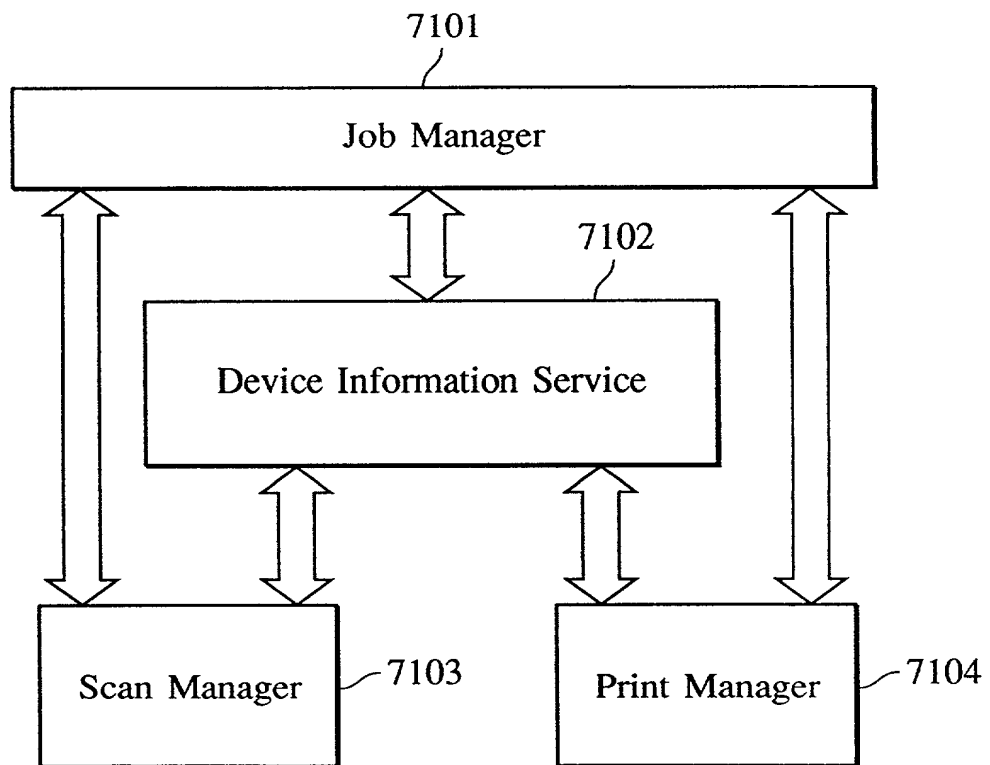 7101
Job Manager
7102
Device Information Service
Scan Manager
7103
Print Manager
7104